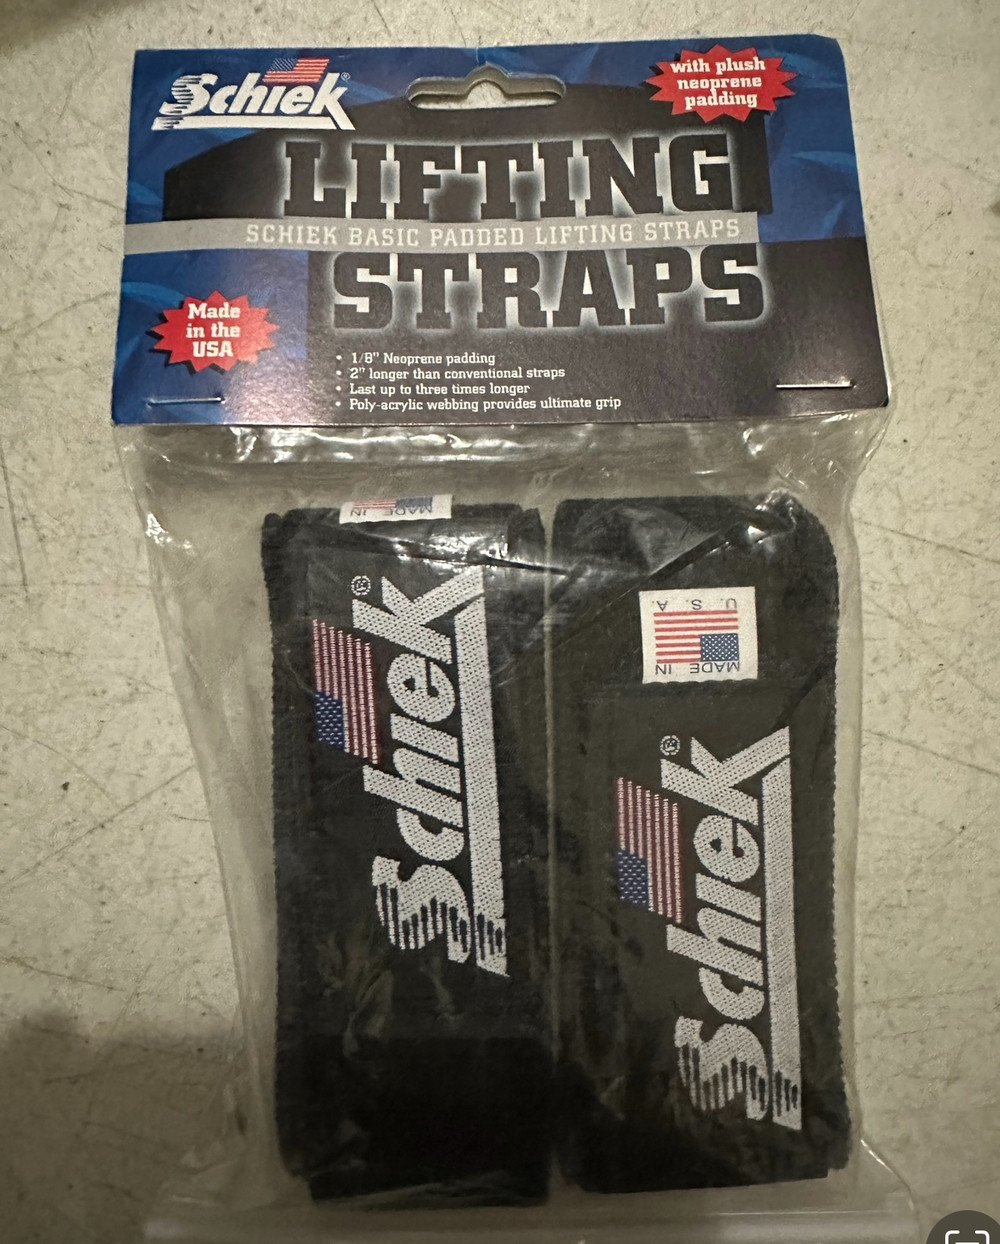 Schiek®
with plush
neoprene
padding
LIFTING
SCHIEK BASIC PADDED LIFTING STRAPS
STRAPS
Made
in the
USA
• 1/8" Neoprene padding
• 2" longer than conventional straps
• Last up to three times longer
• Poly-acrylic webbing provides ultimate grip
MADE IN
Schiek®
U. S. A.
MADE IN
Schiek®